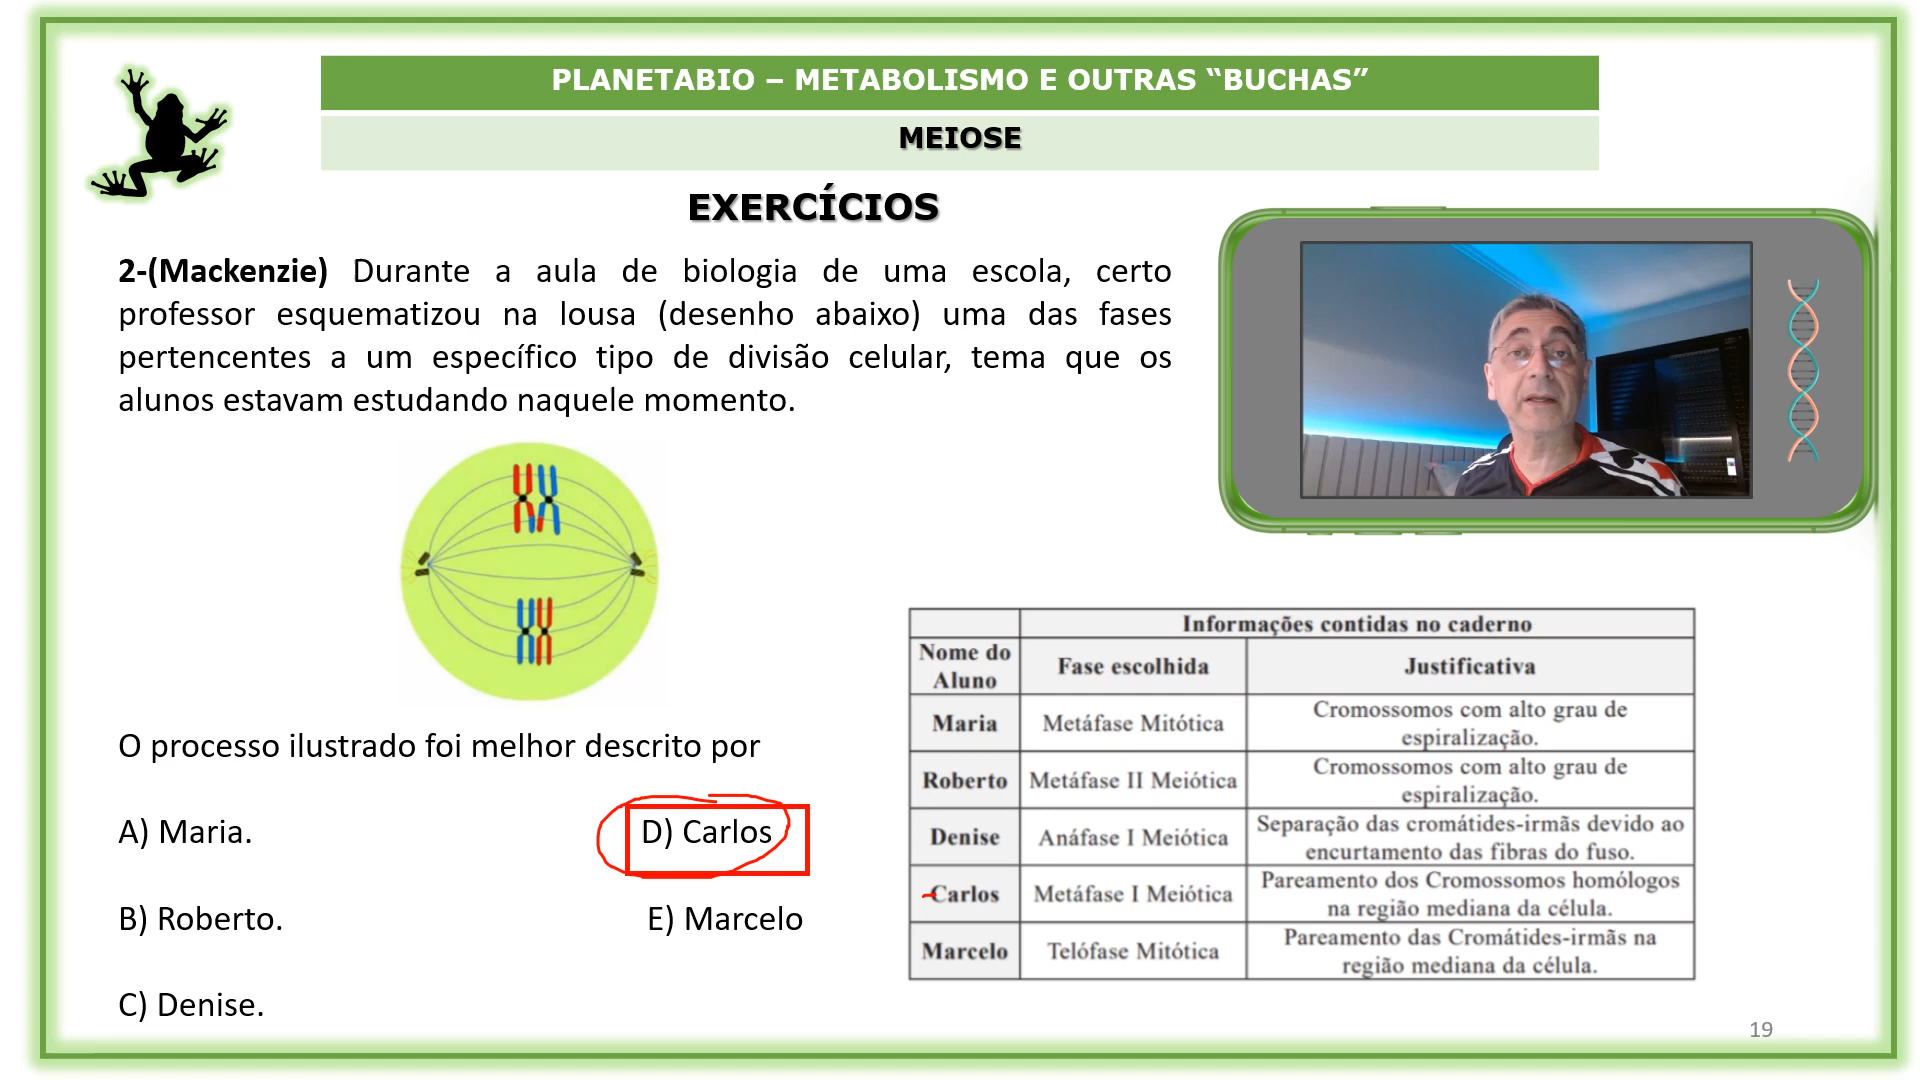 PLANETABIO – METABOLISMO E OUTRAS “BUCHAS”
MEIOSE
EXERCÍCIOS
2-(Mackenzie) Durante a aula de biologia de uma escola, certo
professor esquematizou na lousa (desenho abaixo) uma das fases
pertencentes a um específico tipo de divisão celular, tema que os
alunos estavam estudando naquele momento.
O processo ilustrado foi melhor descrito por
A) Maria.
B) Roberto.
C) Denise.
D) Carlos
E) Marcelo
Informações contidas no caderno
Nome do
Aluno
Fase escolhida
Justificativa
Maria
Metáfase Mitótica
Cromossomos com alto grau de
espiralização.
Roberto
Metáfase II Meiótica
Cromossomos com alto grau de
espiralização.
Denise
Anáfase I Meiótica
Separação das cromátides-irmãs devido ao
encurtamento das fibras do fuso.
Carlos
Metáfase I Meiótica
Pareamento dos Cromossomos homólogos
na região mediana da célula.
Marcelo
Telófase Mitótica
Pareamento das Cromátides-irmãs na
região mediana da célula.
19